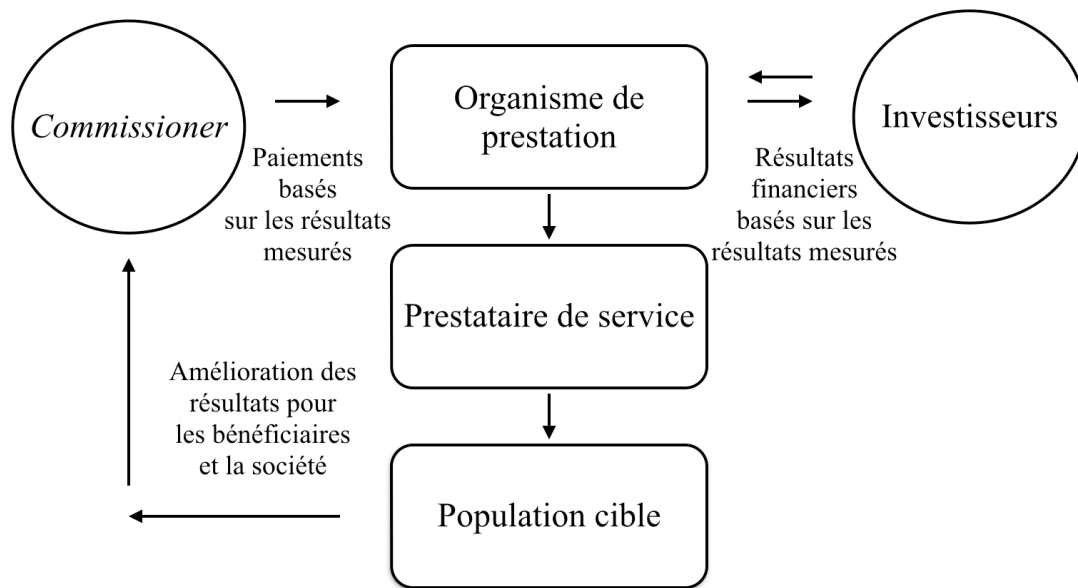 Commissioner
Paiements
basés
sur les résultats
mesurés
Organisme de
prestation
Résultats
financiers
basés sur les
résultats mesurés
Investisseurs
Prestataire de service
Amélioration des
résultats pour
les bénéficiaires
et la société
Population cible